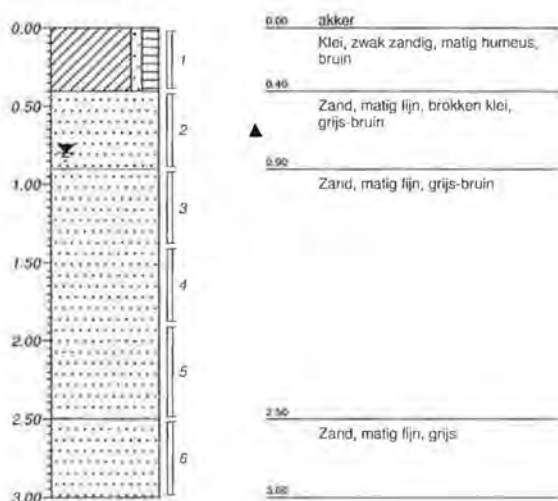 0.00
0.50
1.00
1.50
2.00
2.50
3.00
1
2
3
4
5
6
0.00 akker
Klei, zwak zandig, matig humeus,
bruin
0.40
Zand, matig fijn, brokken klei,
grijs-bruin
0.90
Zand, matig fijn, grijs-bruin
2.50
Zand, matig fijn, grijs
3.00